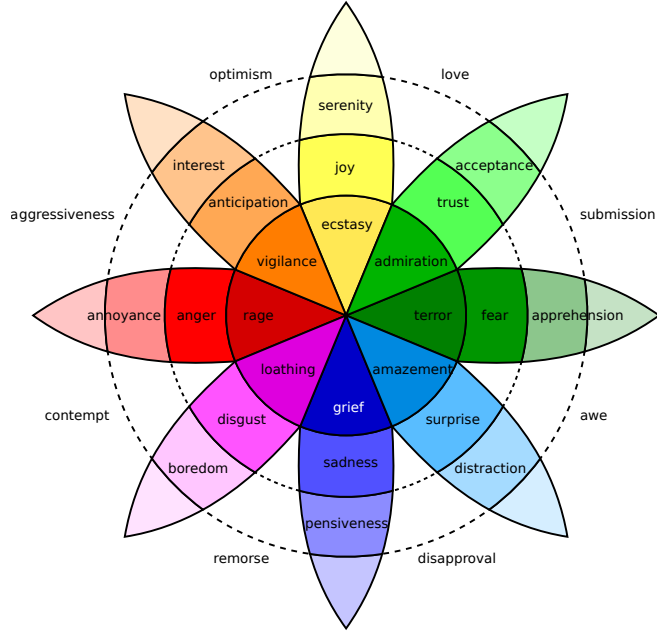 optimism
love
serenity
interest
joy
acceptance
anticipation
trust
aggressiveness
ecstasy
submission
vigilance
admiration
annoyance
anger
rage
terror
fear
apprehension
loathing
amazement
contempt
disgust
grief
surprise
awe
boredom
sadness
distraction
pensiveness
remorse
disapproval